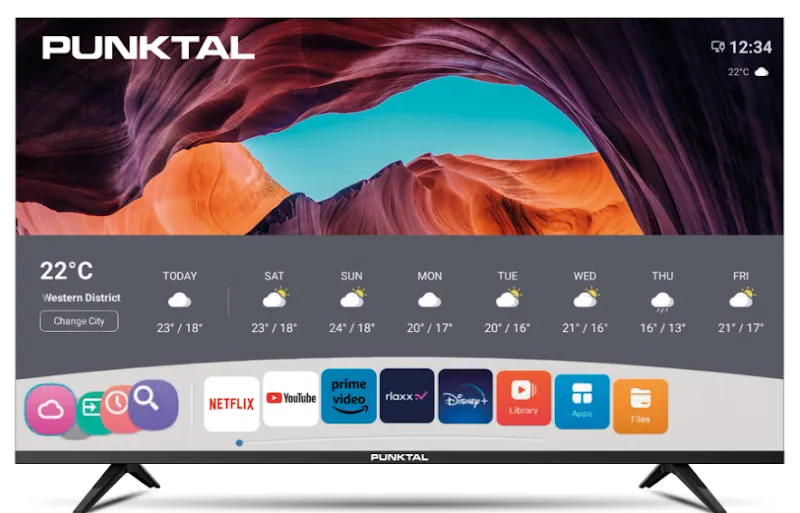 PUNKTAL
12:34
22°C
22°C
Western District
Change City
TODAY
23° / 18°
SAT
23° / 18°
SUN
24° / 18°
MON
20° / 17°
TUE
20° / 16°
WED
21° / 16°
THU
16° / 13°
FRI
21° / 17°
NETFLIX
YouTube
prime
video
rlaxx
Disney+
Library
Apps
Files
PUNKTAL